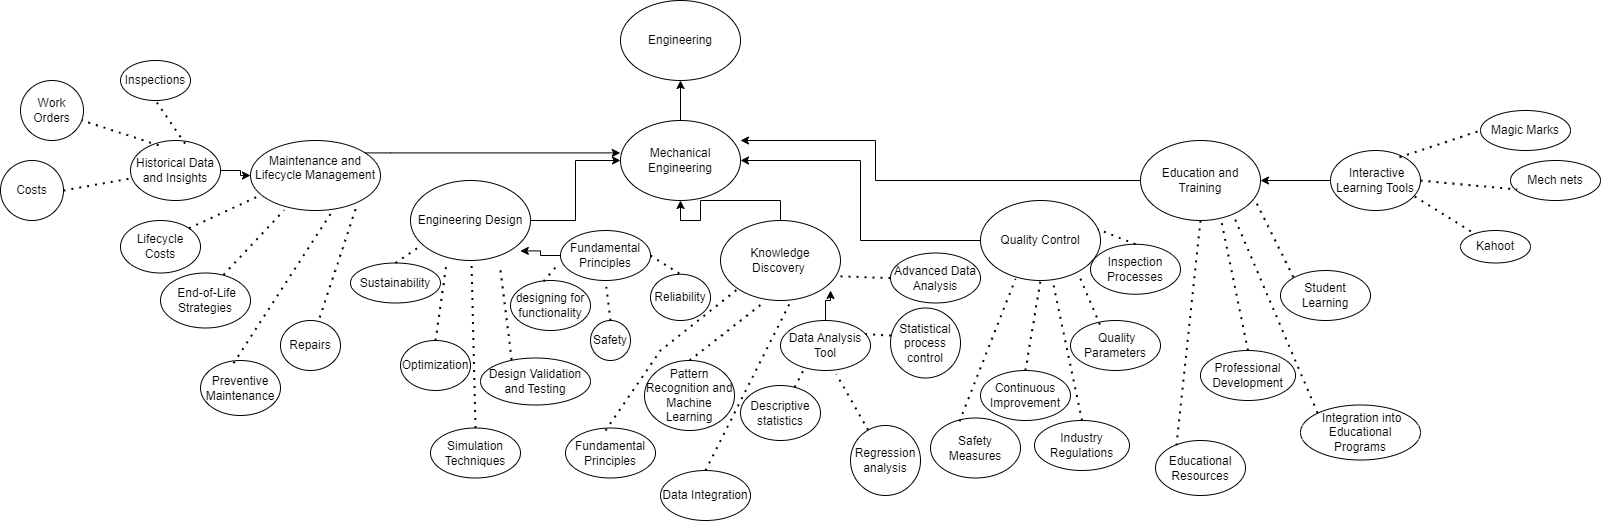 Engineering
Mechanical
Engineering
Inspections
Work
Orders
Historical Data
and Insights
Costs
Maintenance and
Lifecycle Management
Lifecycle
Costs
End-of-Life
Strategies
Preventive
Maintenance
Repairs
Engineering Design
Sustainability
Fundamental
Principles
designing for
functionality
Reliability
Safety
Optimization
Design Validation
and Testing
Simulation
Techniques
Knowledge
Discovery
Advanced Data
Analysis
Data Analysis
Tool
Statistical
process
control
Pattern
Recognition and
Machine
Learning
Descriptive
statistics
Fundamental
Principles
Regression
analysis
Data Integration
Quality Control
Inspection
Processes
Quality
Parameters
Continuous
Improvement
Safety
Measures
Industry
Regulations
Education and
Training
Interactive
Learning Tools
Magic Marks
Mech nets
Kahoot
Student
Learning
Professional
Development
Integration into
Educational
Programs
Educational
Resources